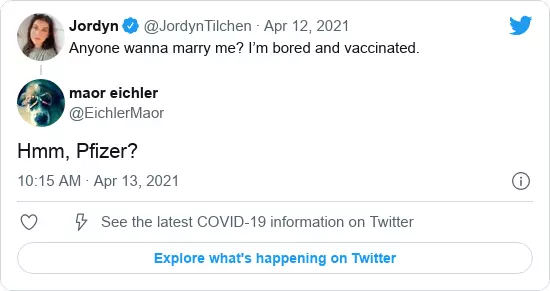 Jordyn @JordynTilchen · Apr 12, 2021
Anyone wanna marry me? I’m bored and vaccinated.
maor eichler
@EichlerMaor
Hmm, Pfizer?
10:15 AM · Apr 13, 2021
See the latest COVID-19 information on Twitter
Explore what's happening on Twitter